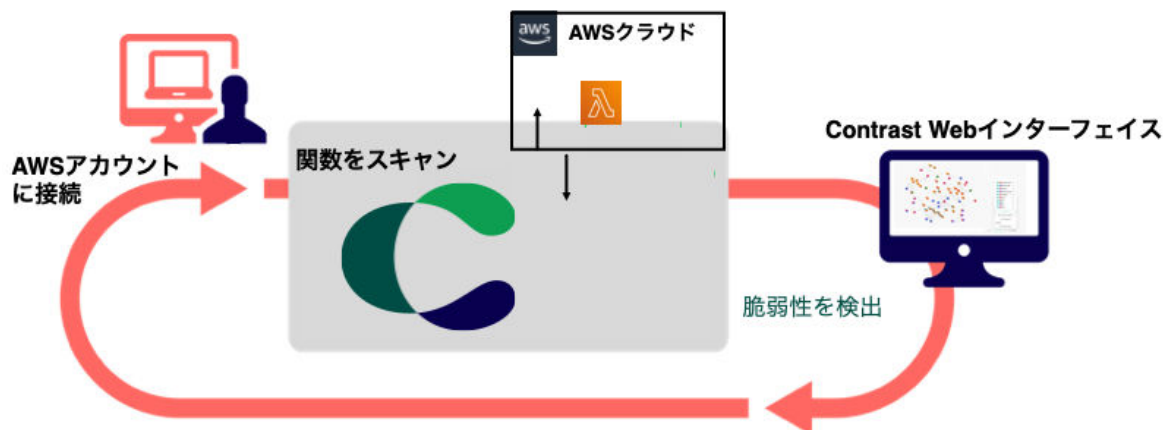 aws
AWSクラウド
関数をスキャン
Contrast Webインターフェイス
AWSアカウント
に接続
脆弱性を検出